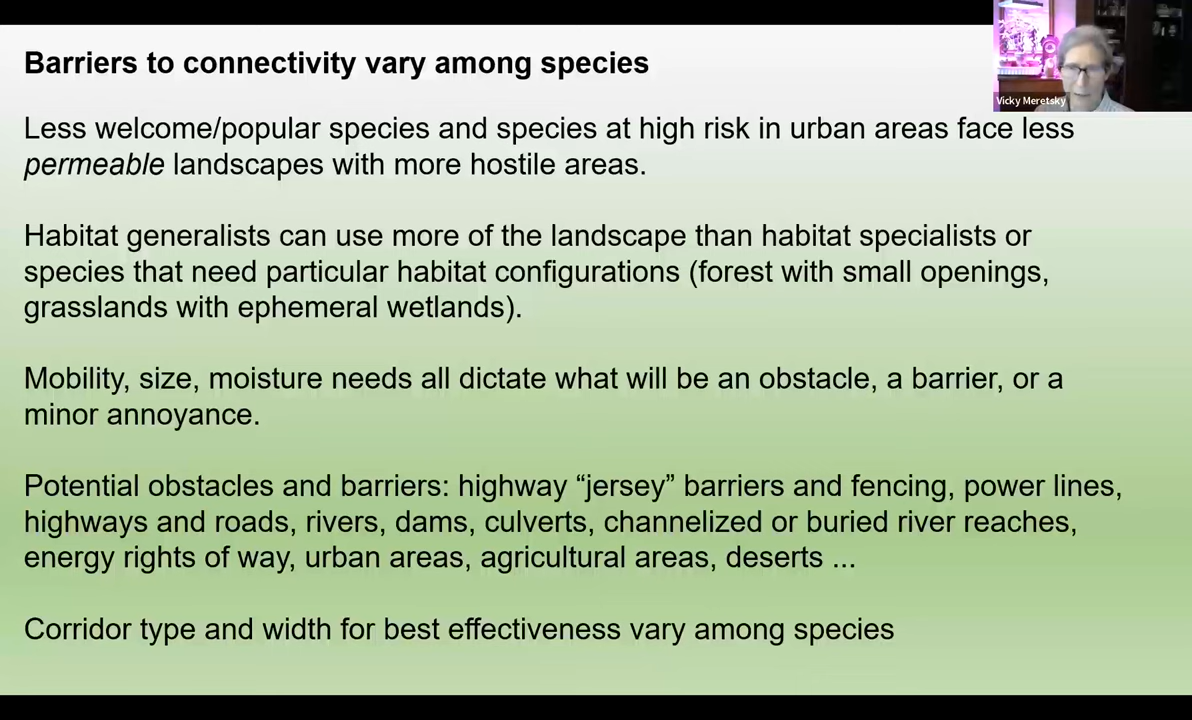 Barriers to connectivity vary among species
Vicky Meretsky
Less welcome/popular species and species at high risk in urban areas face less
permeable landscapes with more hostile areas.
Habitat generalists can use more of the landscape than habitat specialists or
species that need particular habitat configurations (forest with small openings,
grasslands with ephemeral wetlands).
Mobility, size, moisture needs all dictate what will be an obstacle, a barrier, or a
minor annoyance.
Potential obstacles and barriers: highway “jersey” barriers and fencing, power lines,
highways and roads, rivers, dams, culverts, channelized or buried river reaches,
energy rights of way, urban areas, agricultural areas, deserts ...
Corridor type and width for best effectiveness vary among species